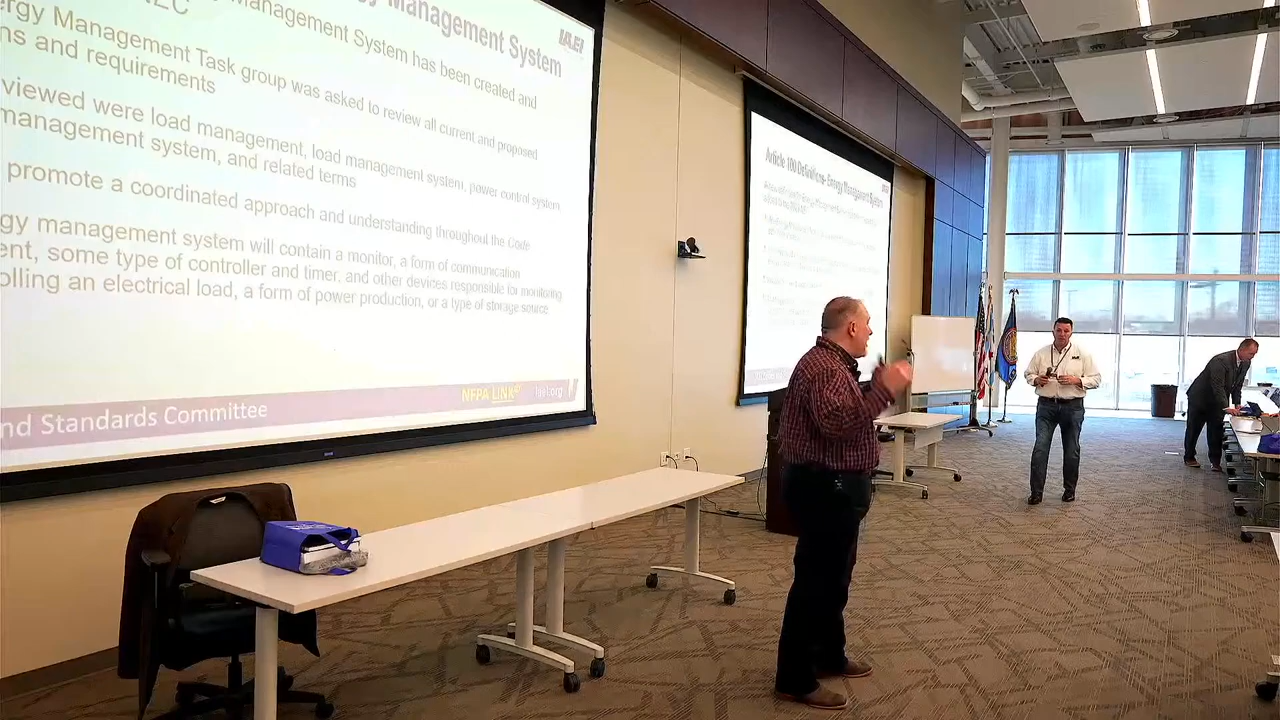 rgy Management System
IAEI
y Management System has been created and
NEC
ergy Management Task group was asked to review all current and proposed
ns and requirements
viewed were load management, load management system, power control system,
management system, and related terms
promote a coordinated approach and understanding throughout the Code
gy management system will contain a monitor, a form of communication
ent, some type of controller and timer, and other devices responsible for monitoring
olling an electrical load, a form of power production, or a type of storage source
NFPA LiNK
iaei.org
nd Standards Committee
Article 100 Definitions- Energy Management System